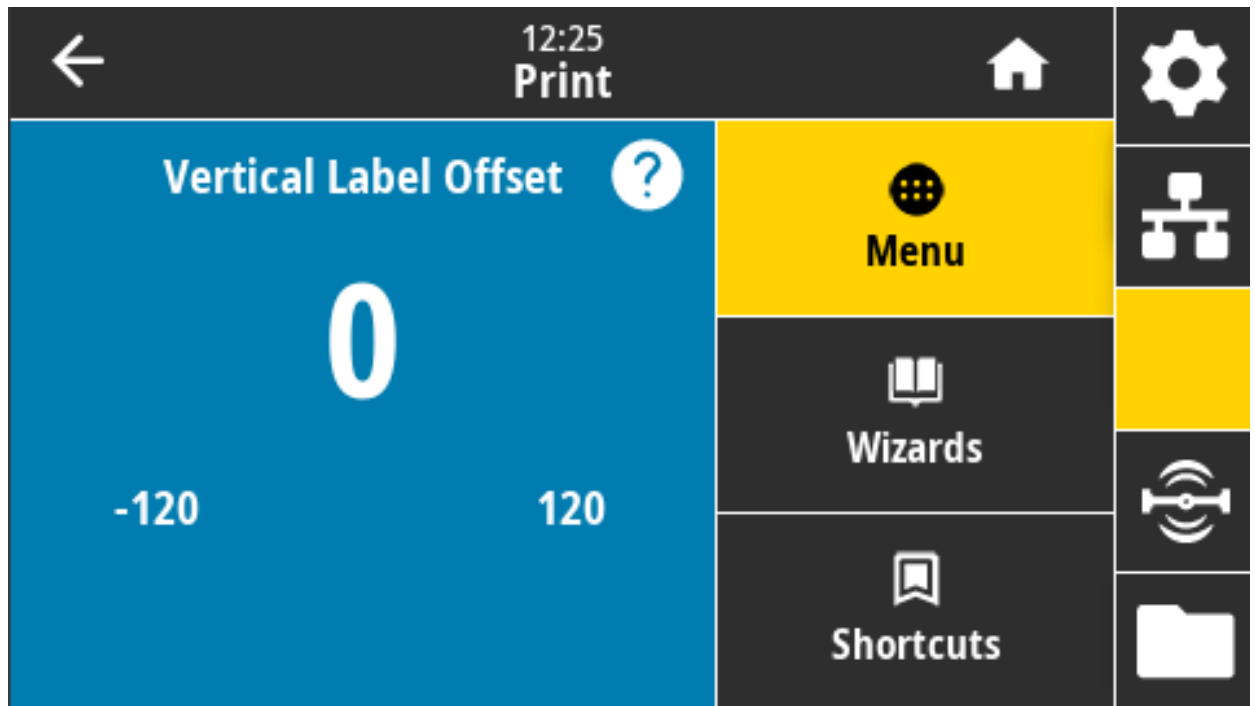 12:25
Print
Vertical Label Offset ?
0
-120 120
Menu
Wizards
Shortcuts